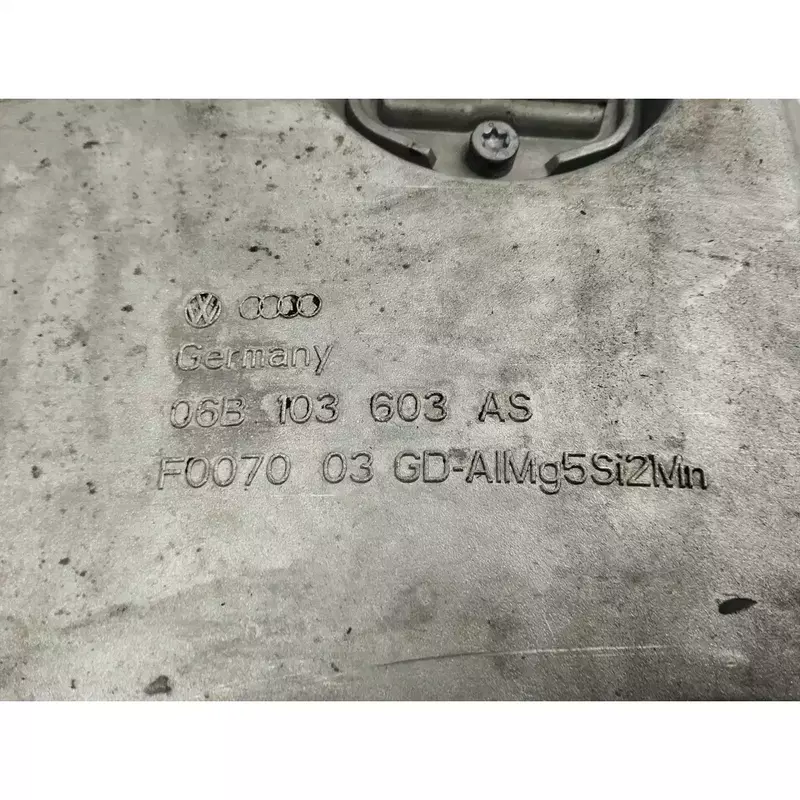 Germany
06B 103 603 AS
F0070 03 GD-AlMg5Si2Mn